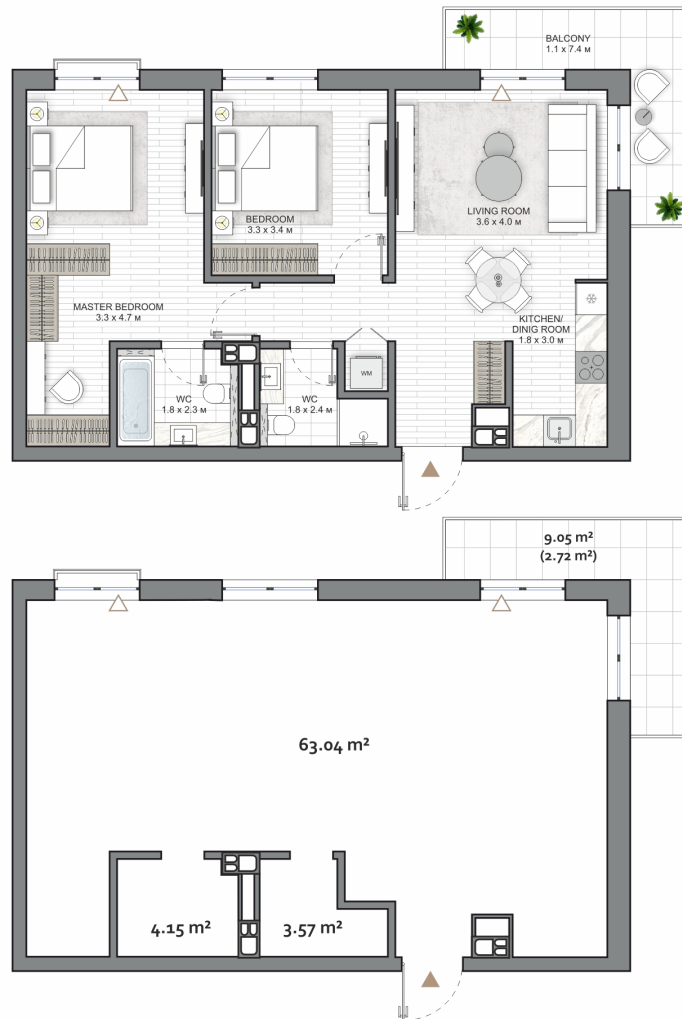 BALCONY
1.1 x 7.4 м
BEDROOM
3.3 x 3.4 м
LIVING ROOM
3.6 x 4.0 м
MASTER BEDROOM
3.3 x 4.7 м
KITCHEN/
DINIG ROOM
1.8 x 3.0 м
WM
WC
1.8 x 2.3 м
WC
1.8 x 2.4 м
9.05 m²
(2.72 m²)
63.04 m²
4.15 m²
3.57 m²